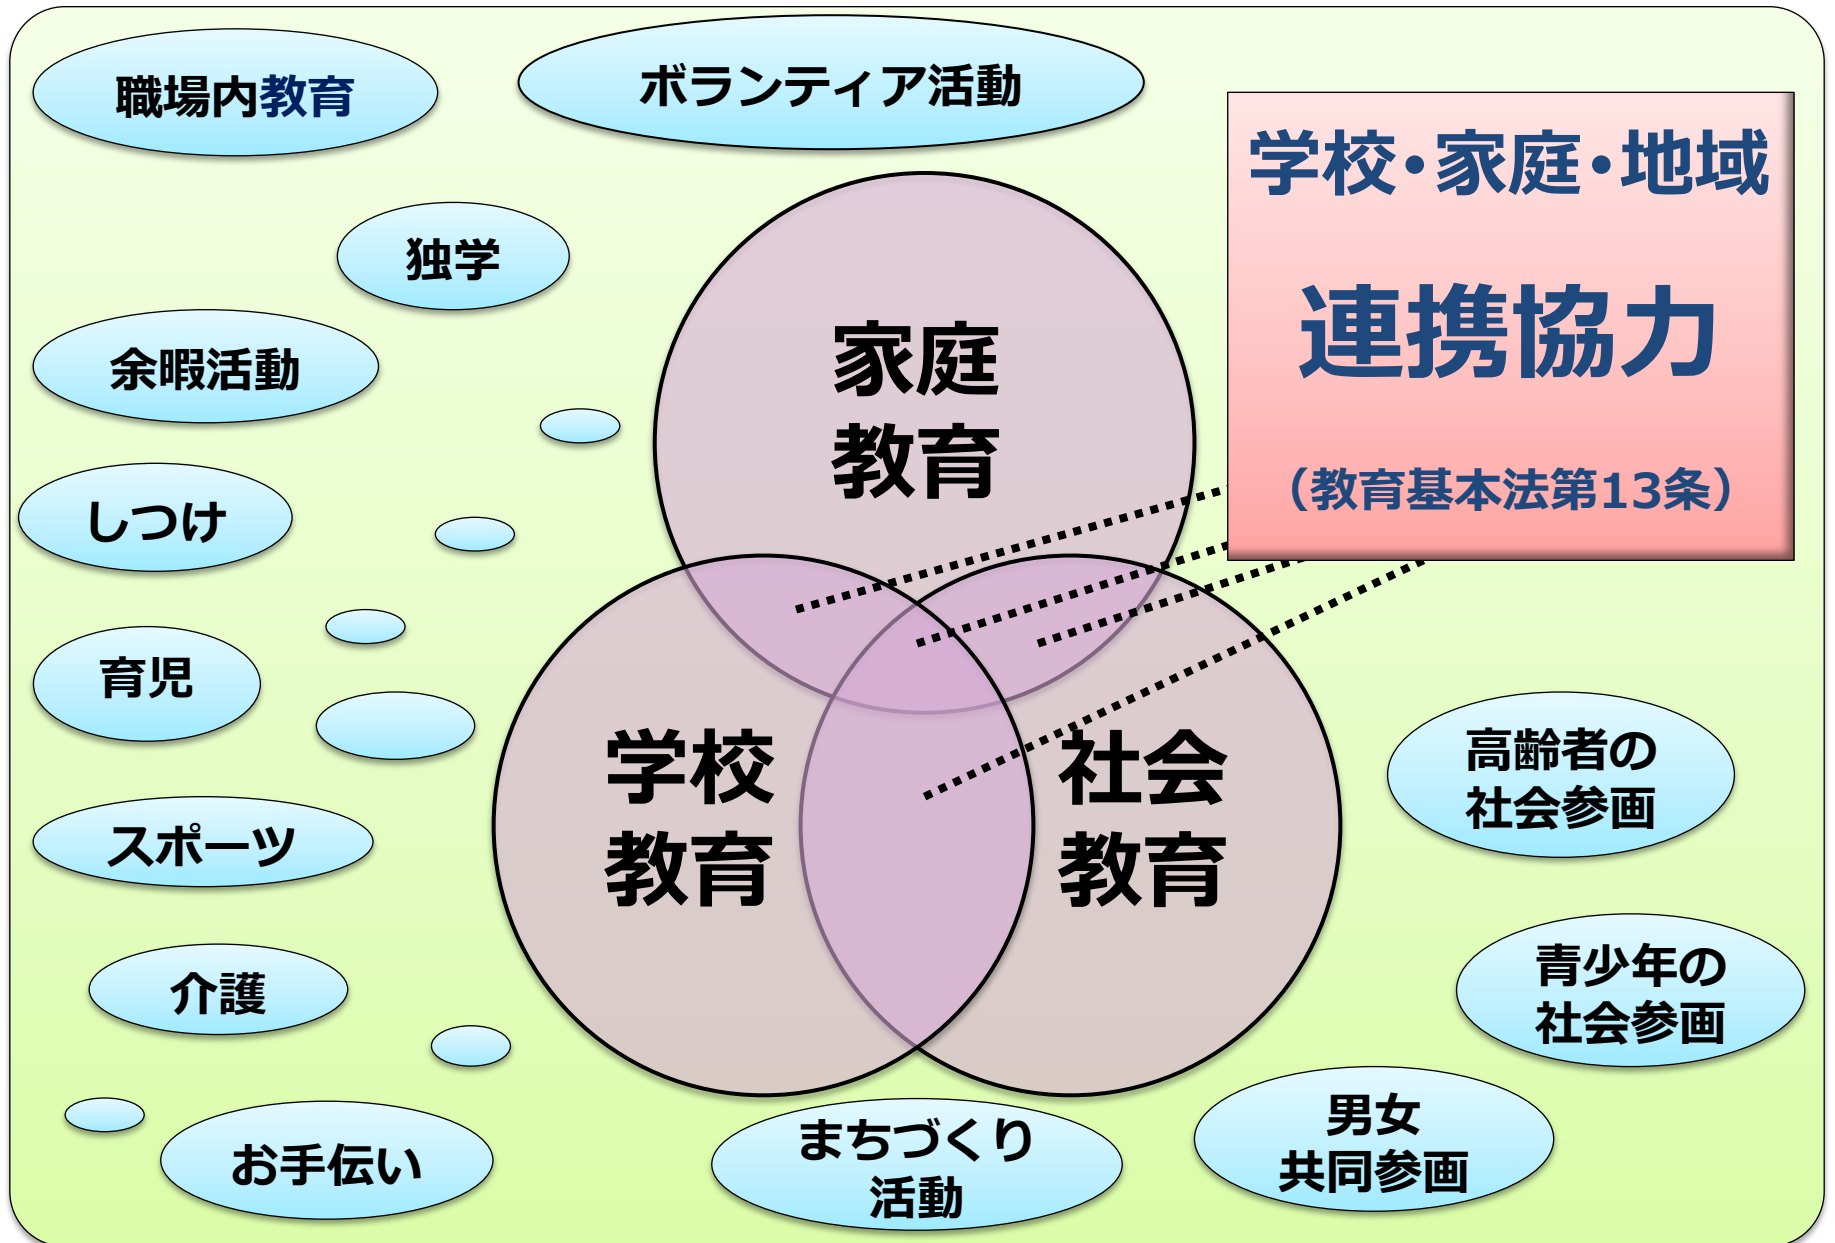 職場内教育
ボランティア活動
学校・家庭・地域
連携協力
（教育基本法第13条）
独学
余暇活動
家庭
教育
しつけ
育児
学校
教育
社会
教育
高齢者の
社会参画
スポーツ
青少年の
社会参画
介護
お手伝い
まちづくり
活動
男女
共同参画